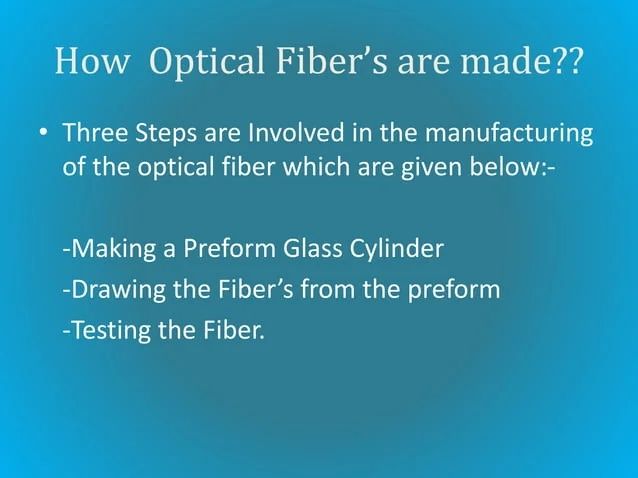 How  Optical Fiber’s are made??
• Three Steps are Involved in the manufacturing
of the optical fiber which are given below:-
-Making a Preform Glass Cylinder
-Drawing the Fiber’s from the preform
-Testing the Fiber.